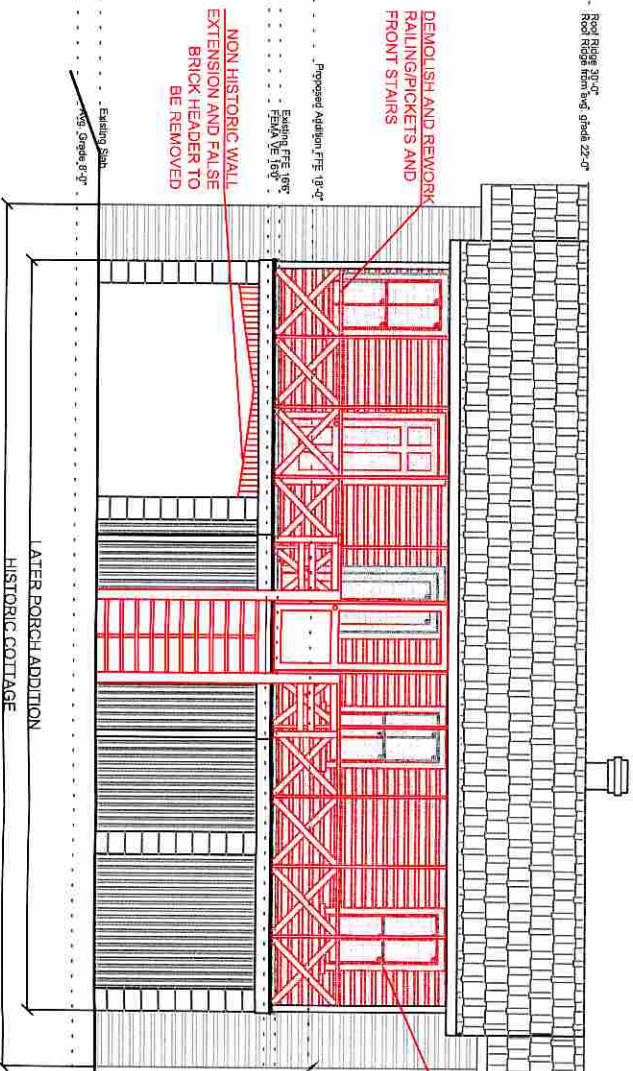 Roof Ridge 30'-0"
Roof Ridge from avg. grade 22'-0"
DEMOLISH AND REWORK
RAILING/PICKETS AND
FRONT STAIRS
Proposed Addition FFE 18'-0"
Existing FFE 16'6"
FEMA VE 16'0"
NON HISTORIC WALL
EXTENSION AND FALSE
BRICK HEADER TO
BE REMOVED
Existing Slab
Avg. Grade 8'-0"
LATER PORCH ADDITION
HISTORIC COTTAGE